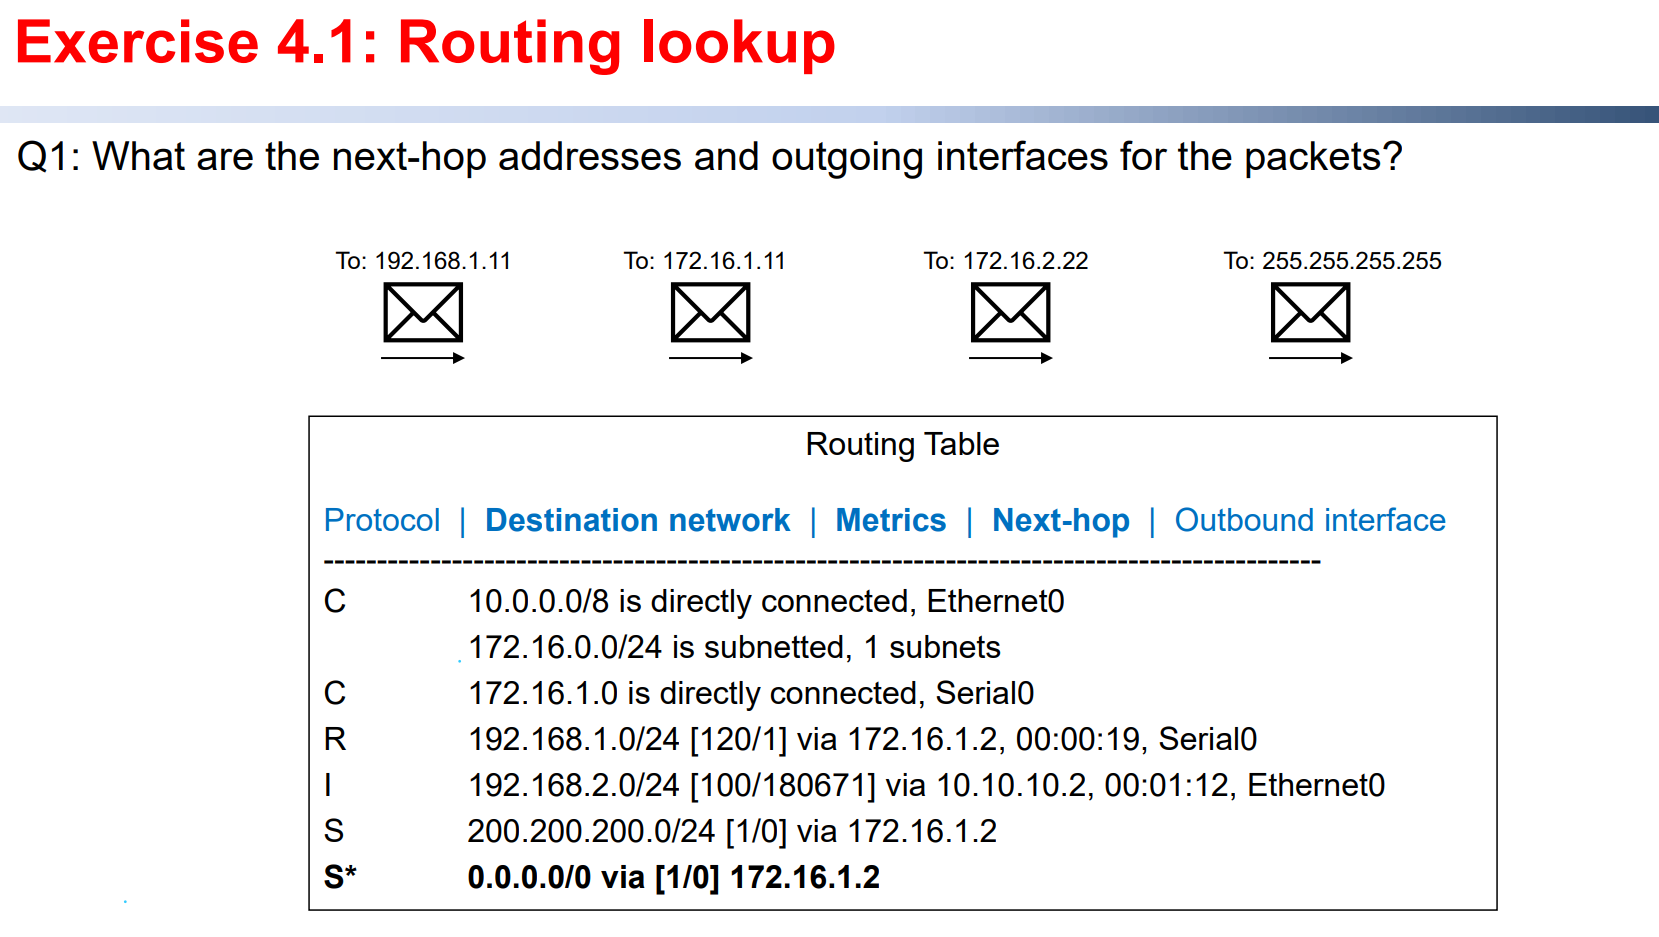 Exercise 4.1: Routing lookup
Q1: What are the next-hop addresses and outgoing interfaces for the packets?
To: 192.168.1.11
To: 172.16.1.11
To: 172.16.2.22
To: 255.255.255.255
Routing Table
Protocol | Destination network | Metrics | Next-hop | Outbound interface
---------------------------------------------------------------------------------------------
C 10.0.0.0/8 is directly connected, Ethernet0
172.16.0.0/24 is subnetted, 1 subnets
C 172.16.1.0 is directly connected, Serial0
R 192.168.1.0/24 [120/1] via 172.16.1.2, 00:00:19, Serial0
I 192.168.2.0/24 [100/180671] via 10.10.10.2, 00:01:12, Ethernet0
S 200.200.200.0/24 [1/0] via 172.16.1.2
S* 0.0.0.0/0 via [1/0] 172.16.1.2